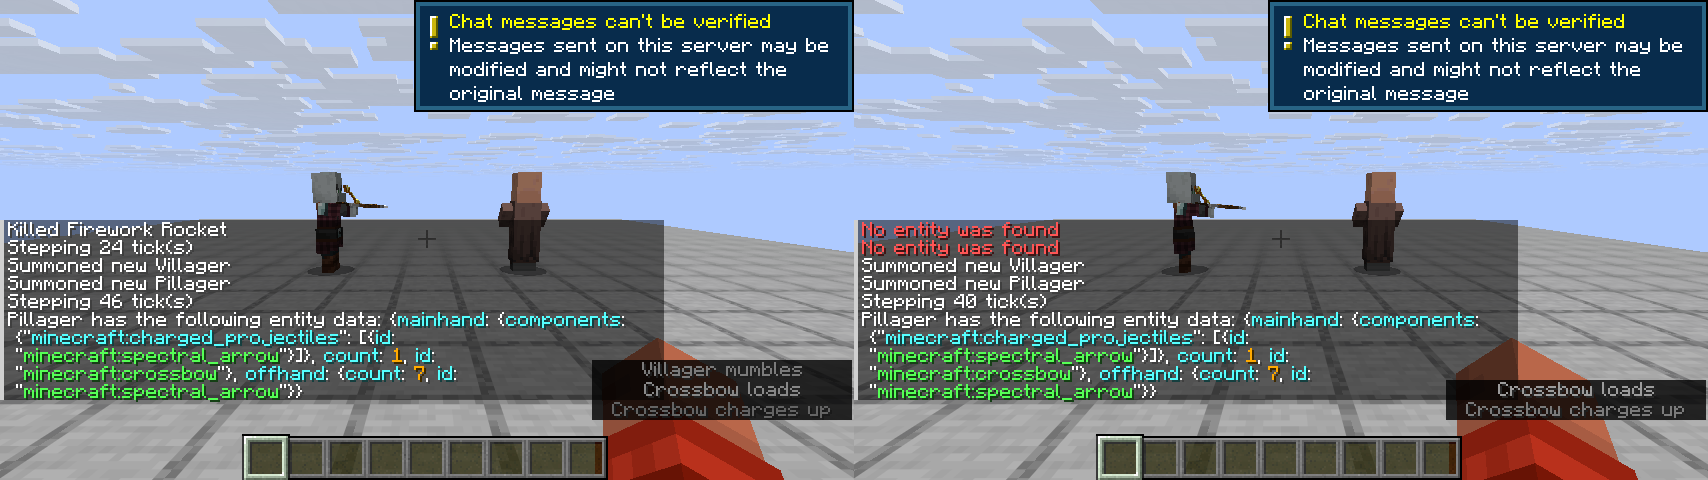 Chat messages can't be verified
Messages sent on this server may be
modified and might not reflect the
original message
Killed Firework Rocket
Stepping 24 tick(s)
Summoned new Villager
Summoned new Pillager
Stepping 46 tick(s)
Pillager has the following entity data: {mainhand: {components:
{"minecraft:charged_projectiles": [{id:
"minecraft:spectral_arrow"}]}, count: 1, id:
"minecraft:crossbow"}, offhand: {count: 7, id:
"minecraft:spectral_arrow"}}
Villager mumbles
Crossbow loads
Crossbow charges up
Chat messages can't be verified
Messages sent on this server may be
modified and might not reflect the
original message
No entity was found
No entity was found
Summoned new Villager
Summoned new Pillager
Stepping 40 tick(s)
Pillager has the following entity data: {mainhand: {components:
{"minecraft:charged_projectiles": [{id:
"minecraft:spectral_arrow"}]}, count: 1, id:
"minecraft:crossbow"}, offhand: {count: 7, id:
"minecraft:spectral_arrow"}}
Crossbow loads
Crossbow charges up